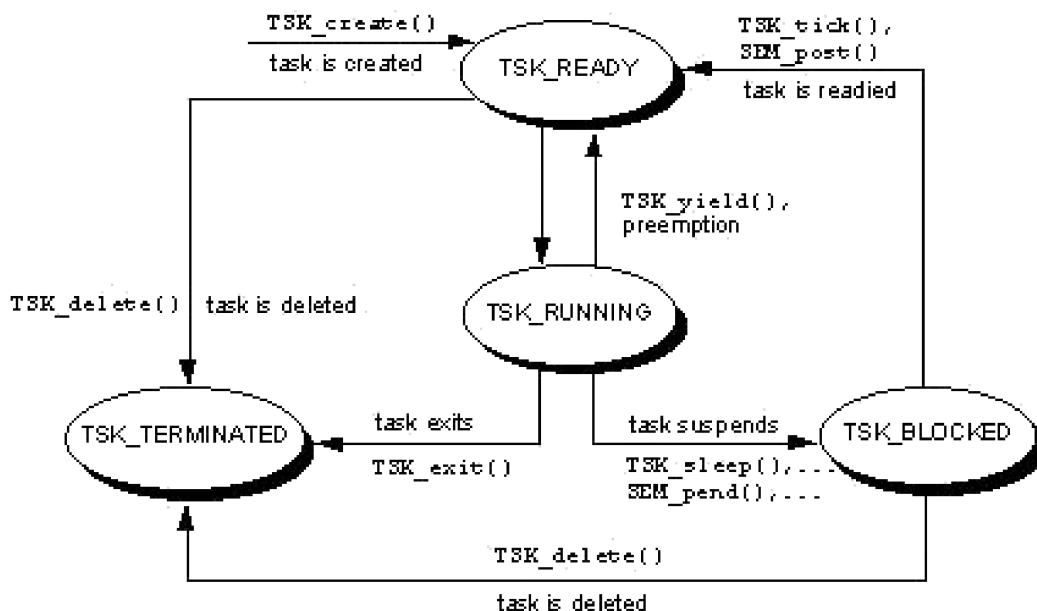 TSK_create()
task is created
TSK_READY
TSK_tick(),
SEM_post()
task is readied
TSK_yield(),
preemption
TSK_delete()
task is deleted
TSK_RUNNING
TSK_TERMINATED
task exits
TSK_exit()
task suspends
TSK_sleep(),...
SEM_pend(),...
TSK_BLOCKED
TSK_delete()
task is deleted